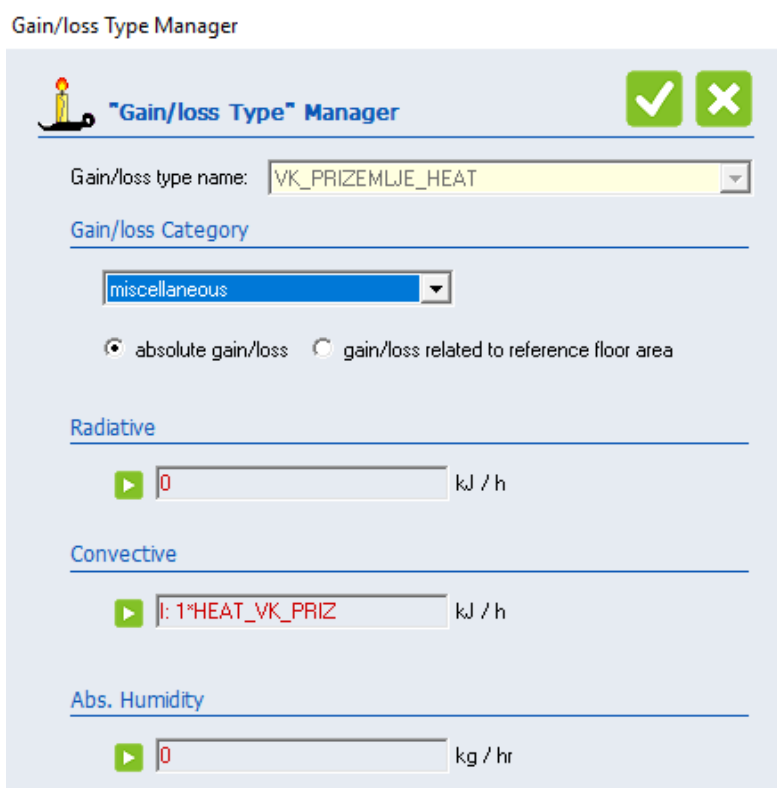 Gain/loss Type Manager
"Gain/loss Type" Manager
Gain/loss type name: VK_PRIZEMLJE_HEAT
Gain/loss Category
miscellaneous
absolute gain/loss gain/loss related to reference floor area
Radiative
0 kJ / h
Convective
I: 1*HEAT_VK_PRIZ kJ / h
Abs. Humidity
0 kg / hr